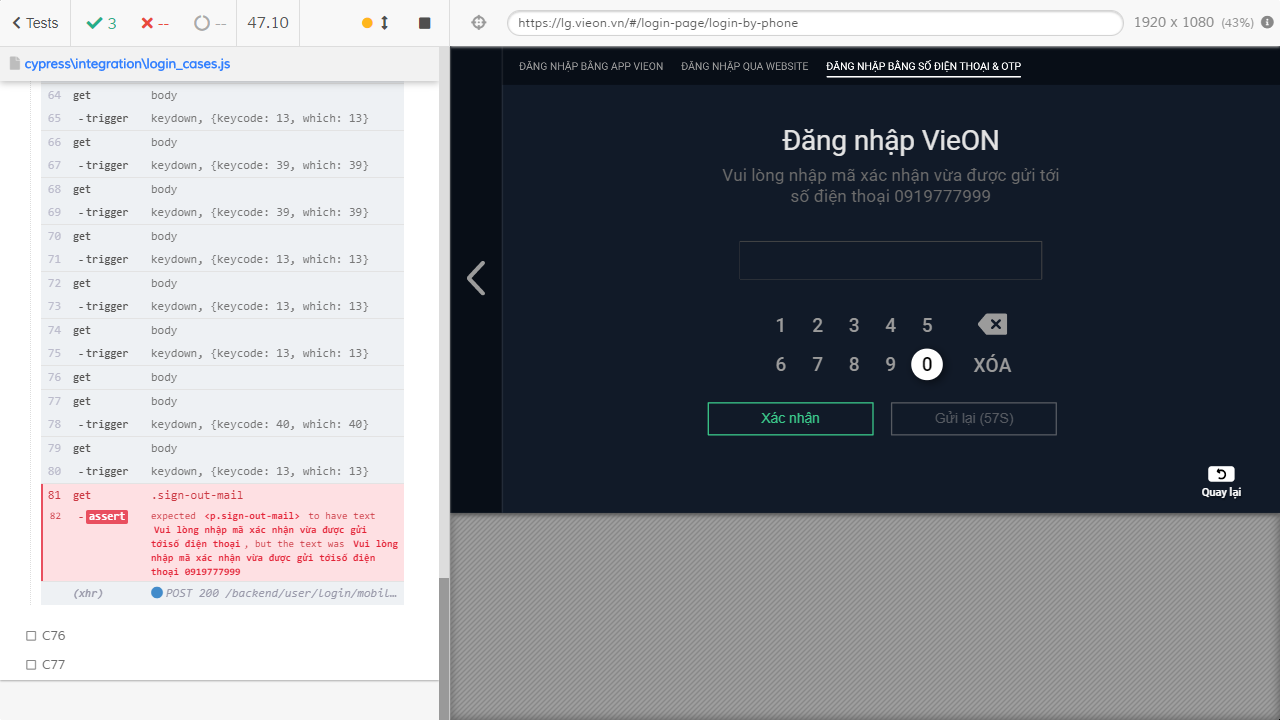 Tests 3 -- -- 47.10
https://lg.vieon.vn/#/login-page/login-by-phone
1920 x 1080 (43%)
cypress\integration\login_cases.js
64 get body
65 -trigger keydown, {keycode: 13, which: 13}
66 get body
67 -trigger keydown, {keycode: 39, which: 39}
68 get body
69 -trigger keydown, {keycode: 39, which: 39}
70 get body
71 -trigger keydown, {keycode: 13, which: 13}
72 get body
73 -trigger keydown, {keycode: 13, which: 13}
74 get body
75 -trigger keydown, {keycode: 13, which: 13}
76 get body
77 get body
78 -trigger keydown, {keycode: 40, which: 40}
79 get body
80 -trigger keydown, {keycode: 13, which: 13}
81 get .sign-out-mail
82 -assert expected <p.sign-out-mail> to have text
Vui lòng nhập mã xác nhận vừa được gửi
tớisố điện thoại , but the text was Vui lòng
nhập mã xác nhận vừa được gửi tớisố điện
thoại 0919777999
(xhr) POST 200 /backend/user/login/mobil…
C76
C77
ĐĂNG NHẬP BẰNG APP VIEON ĐĂNG NHẬP QUA WEBSITE ĐĂNG NHẬP BẰNG SỐ ĐIỆN THOẠI & OTP
Đăng nhập VieON
Vui lòng nhập mã xác nhận vừa được gửi tới
số điện thoại 0919777999
1 2 3 4 5
6 7 8 9 0 XÓA
Xác nhận Gửi lại (57S)
Quay lại